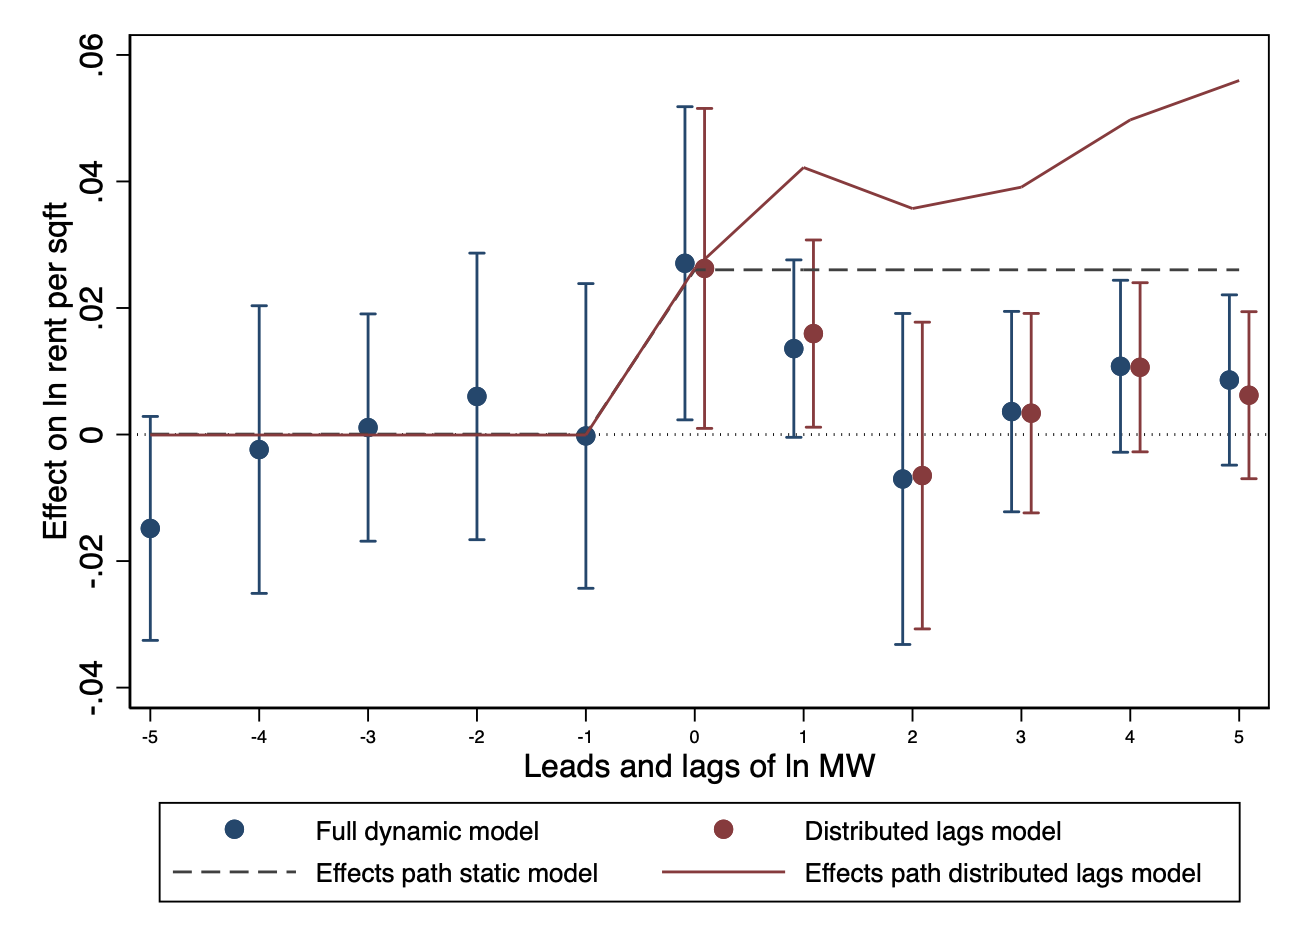 Effect on ln rent per sqft
.06
.04
.02
0
-.02
-.04
-5 -4 -3 -2 -1 0 1 2 3 4 5
Leads and lags of ln MW
Full dynamic model
Distributed lags model
Effects path static model
Effects path distributed lags model